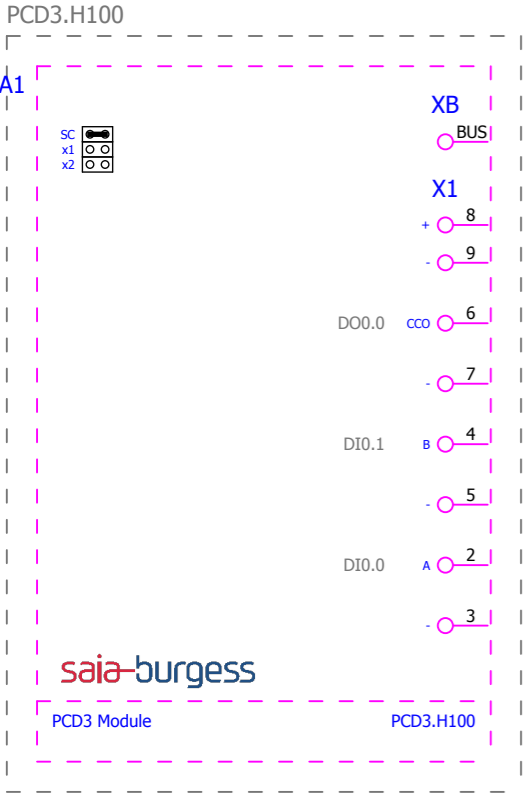 PCD3.H100
A1
XB
BUS
SC
x1
x2
X1
+ 8
- 9
DO0.0 CCO 6
- 7
DI0.1 B 4
- 5
DI0.0 A 2
- 3
saia-burgess
PCD3 Module PCD3.H100